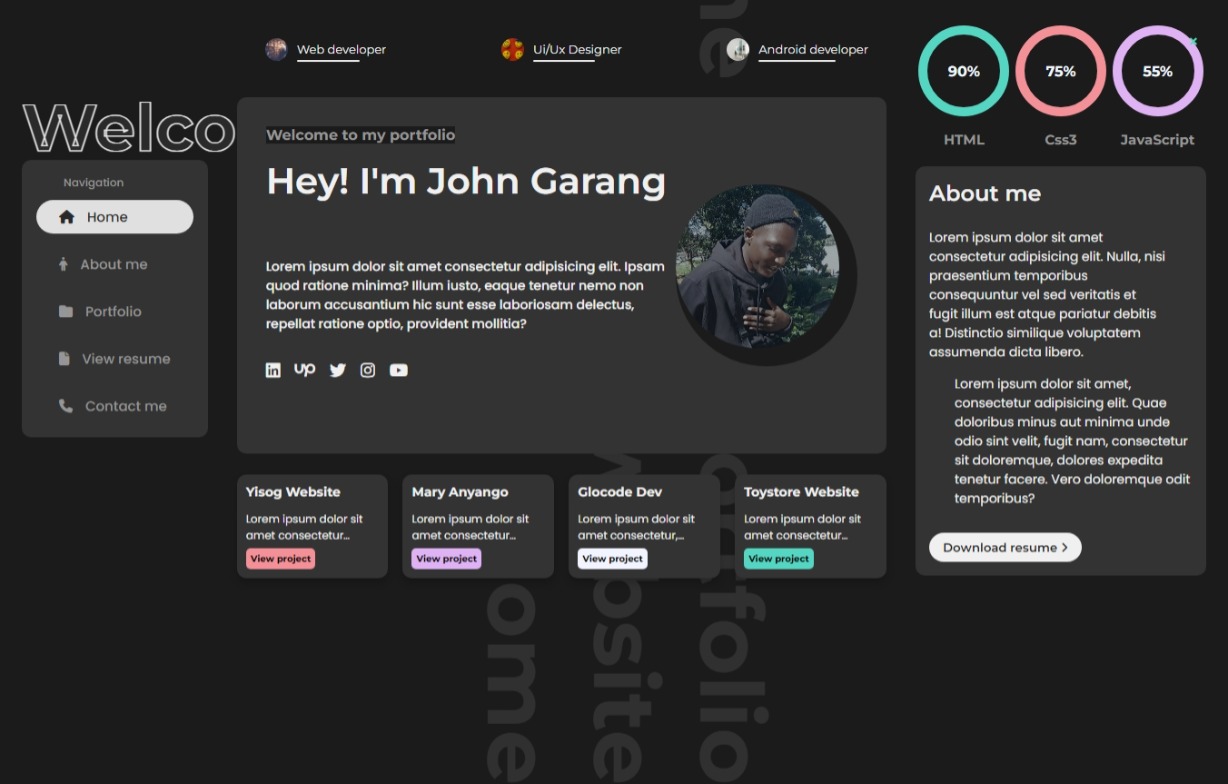 Web developer
Ui/Ux Designer
Android developer
90%
75%
55%
HTML
Css3
JavaScript
Welco
Navigation
Home
About me
Portfolio
View resume
Contact me
Welcome to my portfolio
Hey! I'm John Garang
Lorem ipsum dolor sit amet consectetur adipisicing elit. Ipsam
quod ratione minima? Illum iusto, eaque tenetur nemo non
laborum accusantium hic sunt esse laboriosam delectus,
repellat ratione optio, provident mollitia?
in
up
About me
Lorem ipsum dolor sit amet
consectetur adipisicing elit. Nulla, nisi
praesentium temporibus
consequuntur vel sed veritatis et
fugit illum est atque pariatur debitis
a! Distinctio similique voluptatem
assumenda dicta libero.
Lorem ipsum dolor sit amet,
consectetur adipisicing elit. Quae
doloribus minus aut minima unde
odio sint velit, fugit nam, consectetur
sit doloremque, dolores expedita
tenetur facere. Vero doloremque odit
temporibus?
Download resume
Yisog Website
Lorem ipsum dolor sit
amet consectetur...
View project
Mary Anyango
Lorem ipsum dolor sit
amet consectetur...
View project
Glocode Dev
Lorem ipsum dolor sit
amet consectetur,...
View project
Toystore Website
Lorem ipsum dolor sit
amet consectetur...
View project